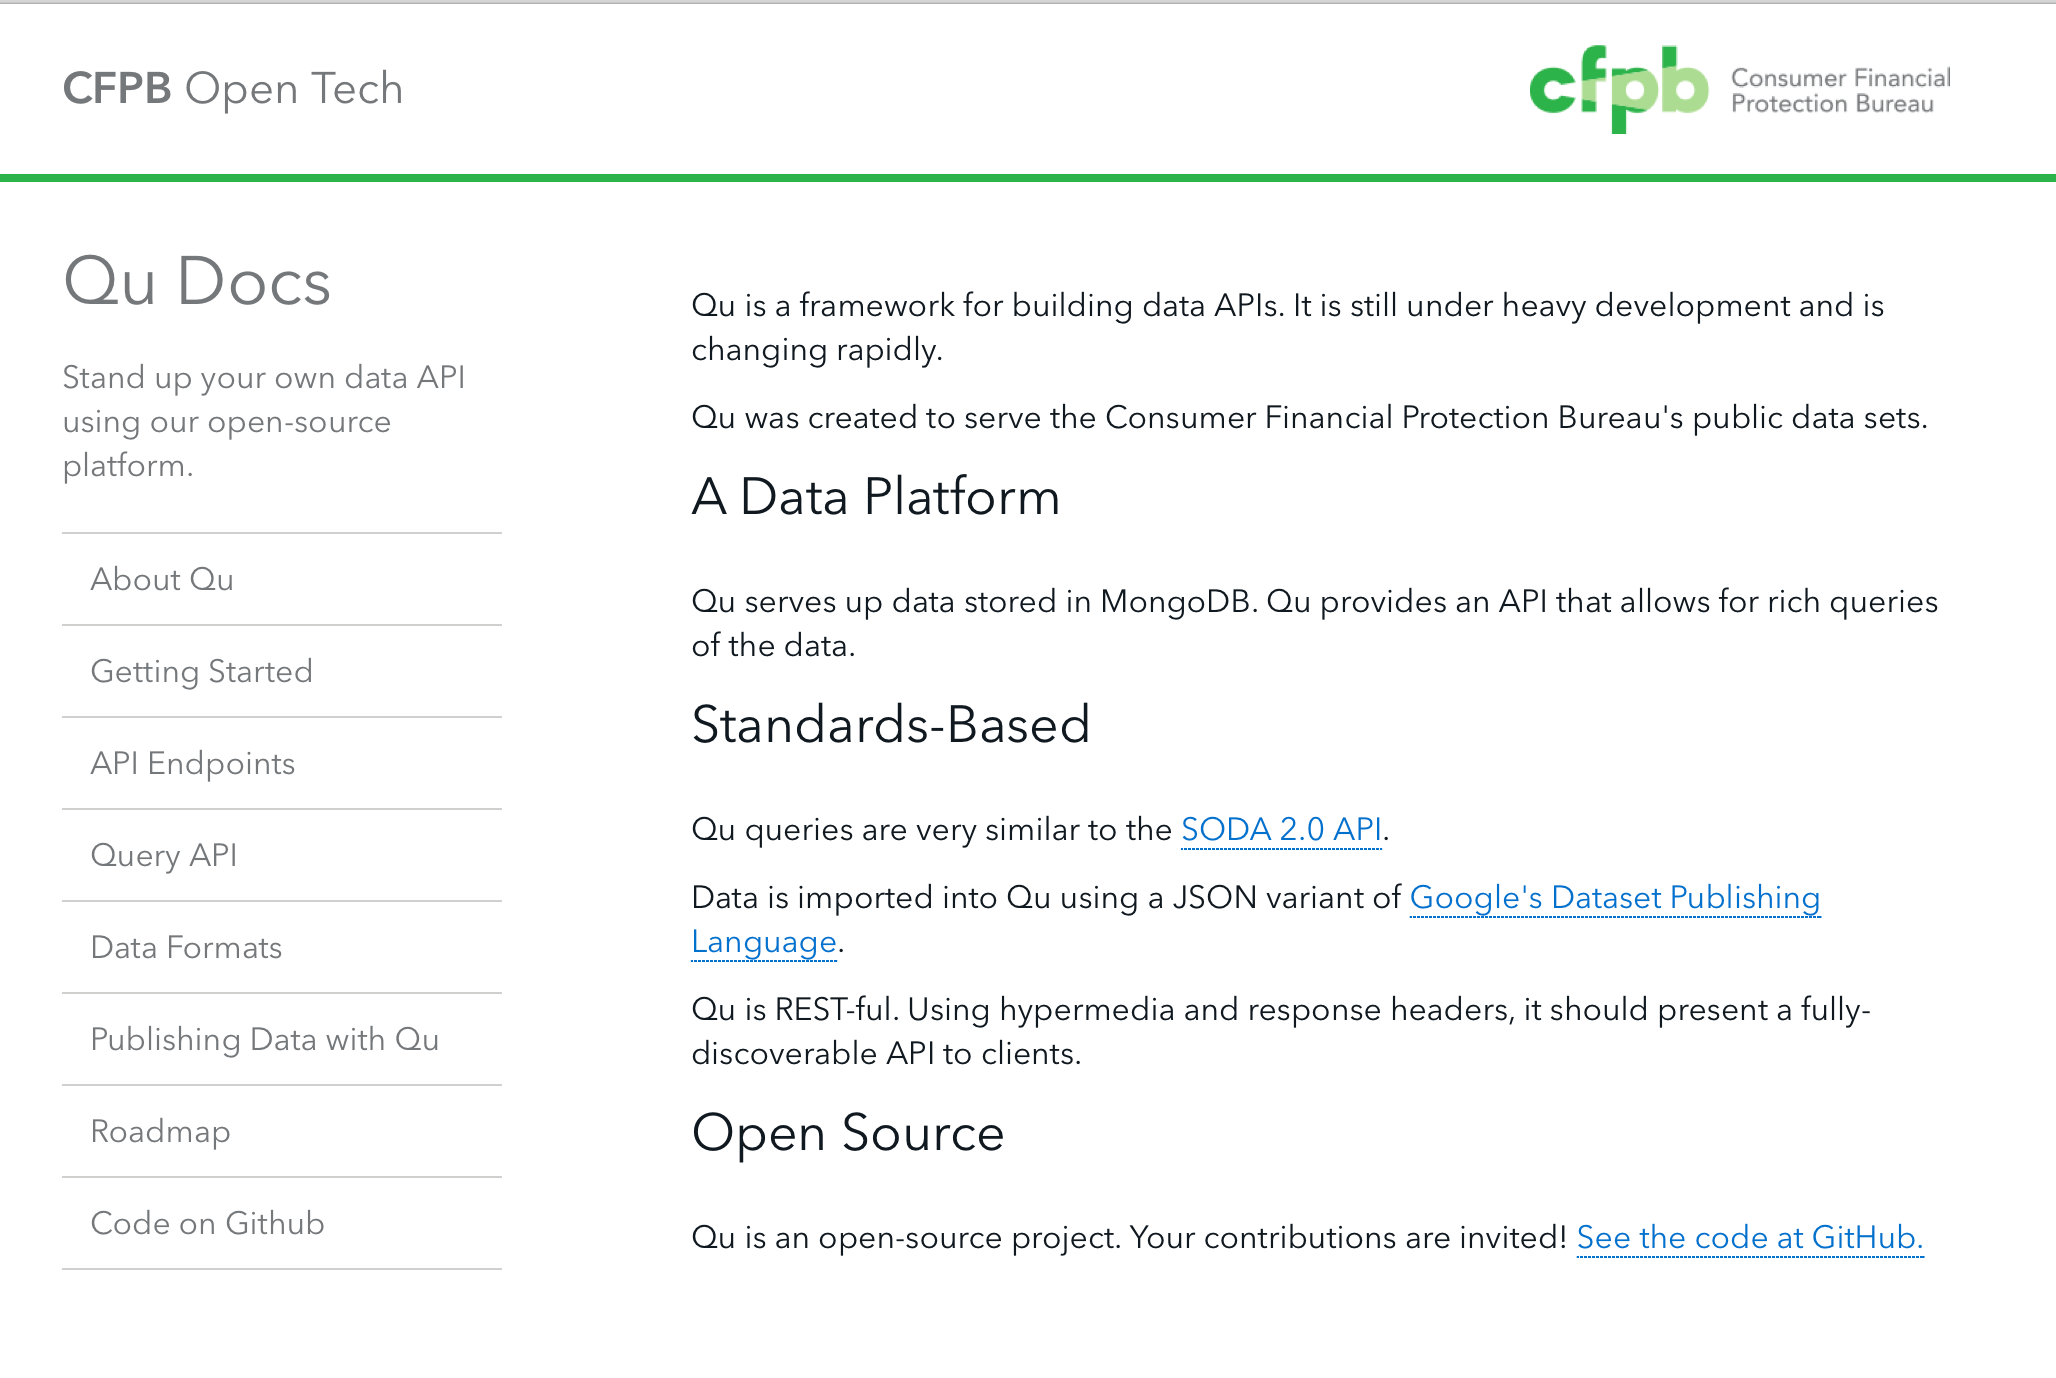 CFPB Open Tech
cfpb Consumer Financial
Protection Bureau
Qu Docs
Stand up your own data API
using our open-source
platform.
About Qu
Getting Started
API Endpoints
Query API
Data Formats
Publishing Data with Qu
Roadmap
Code on Github
Qu is a framework for building data APIs. It is still under heavy development and is
changing rapidly.
Qu was created to serve the Consumer Financial Protection Bureau's public data sets.
A Data Platform
Qu serves up data stored in MongoDB. Qu provides an API that allows for rich queries
of the data.
Standards-Based
Qu queries are very similar to the SODA 2.0 API.
Data is imported into Qu using a JSON variant of Google's Dataset Publishing
Language.
Qu is REST-ful. Using hypermedia and response headers, it should present a fully-
discoverable API to clients.
Open Source
Qu is an open-source project. Your contributions are invited! See the code at GitHub.